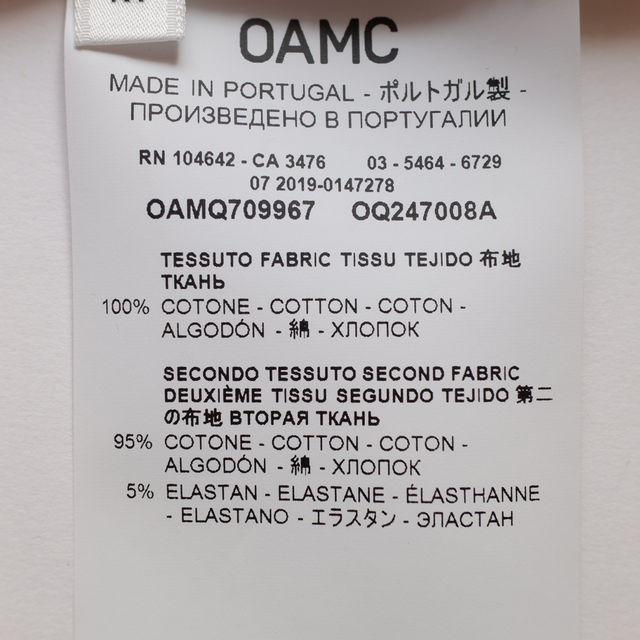 OAMC
MADE IN PORTUGAL - ポルトガル製 -
ПРОИЗВЕДЕНО В ПОРТУГАЛИИ
RN 104642 - CA 3476 03 - 5464 - 6729
07 2019-0147278
OAMQ709967 OQ247008A
TESSUTO FABRIC TISSU TEJIDO 布地
ТКАНЬ
100% COTONE - COTTON - COTON -
ALGODÓN - 綿 - ХЛОПОК
SECONDO TESSUTO SECOND FABRIC
DEUXIÈME TISSU SEGUNDO TEJIDO 第二
の布地 ВТОРАЯ ТКАНЬ
95% COTONE - COTTON - COTON -
ALGODÓN - 綿 - ХЛОПОК
5% ELASTAN - ELASTANE - ÉLASTHANNE
- ELASTANO - エラスタン - ЭЛАСТАН